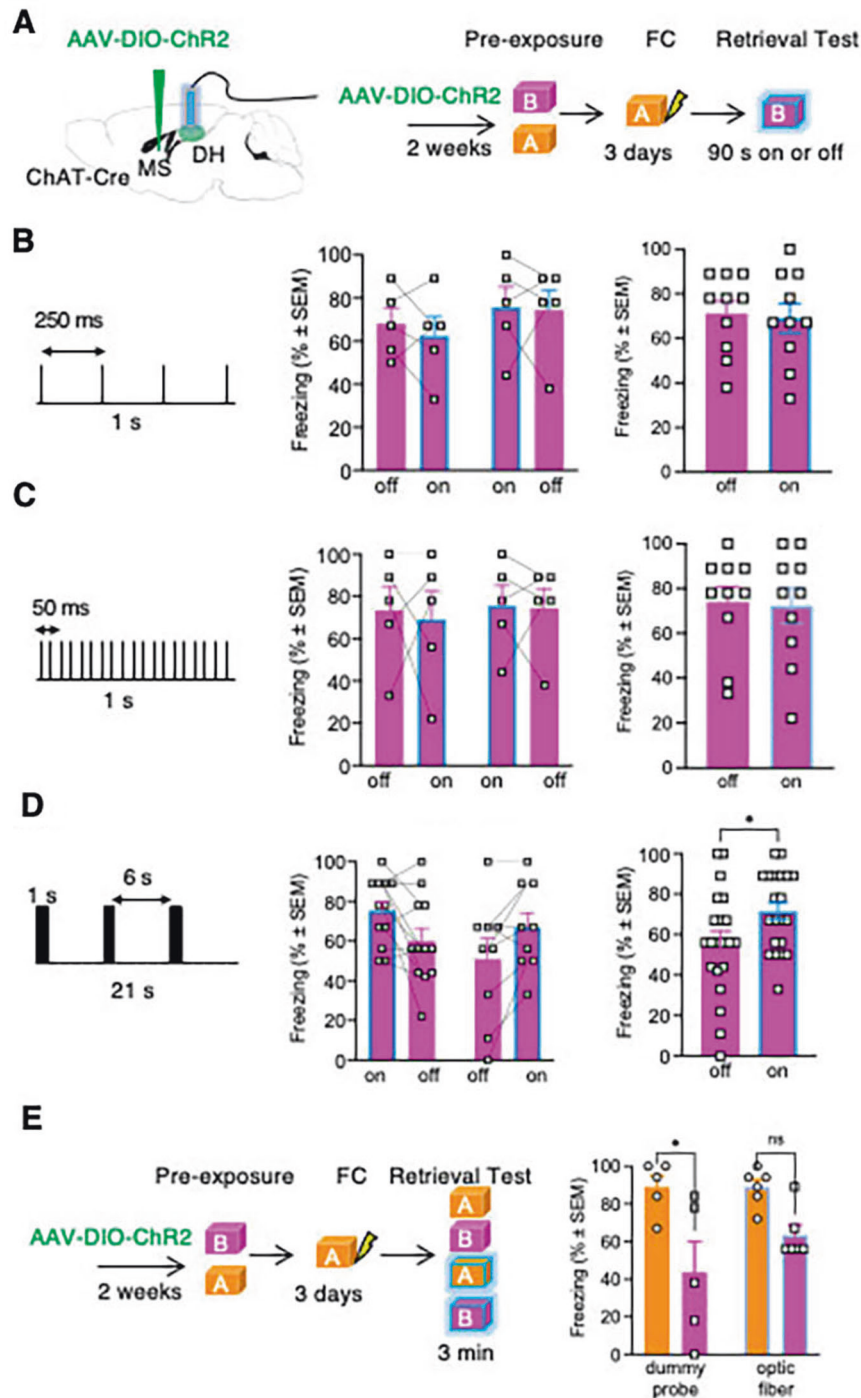 A
AAV-DIO-ChR2
MS
DH
ChAT-Cre
Pre-exposure FC Retrieval Test
AAV-DIO-ChR2
B
A
A
B
2 weeks
3 days
90 s on or off
B
250 ms
1 s
Freezing (% ± SEM)
100
80
60
40
20
0
off on on off
Freezing (% ± SEM)
100
80
60
40
20
0
off on
C
50 ms
1 s
Freezing (% ± SEM)
100
80
60
40
20
0
off on on off
Freezing (% ± SEM)
100
80
60
40
20
0
off on
D
1 s
6 s
21 s
Freezing (% ± SEM)
100
80
60
40
20
0
on off off on
Freezing (% ± SEM)
100
80
60
40
20
0
*
off on
E
Pre-exposure FC Retrieval Test
AAV-DIO-ChR2
B
A
A
A
B
A
B
2 weeks
3 days
3 min
Freezing (% ± SEM)
100
80
60
40
20
0
* ns
dummy probe
optic fiber